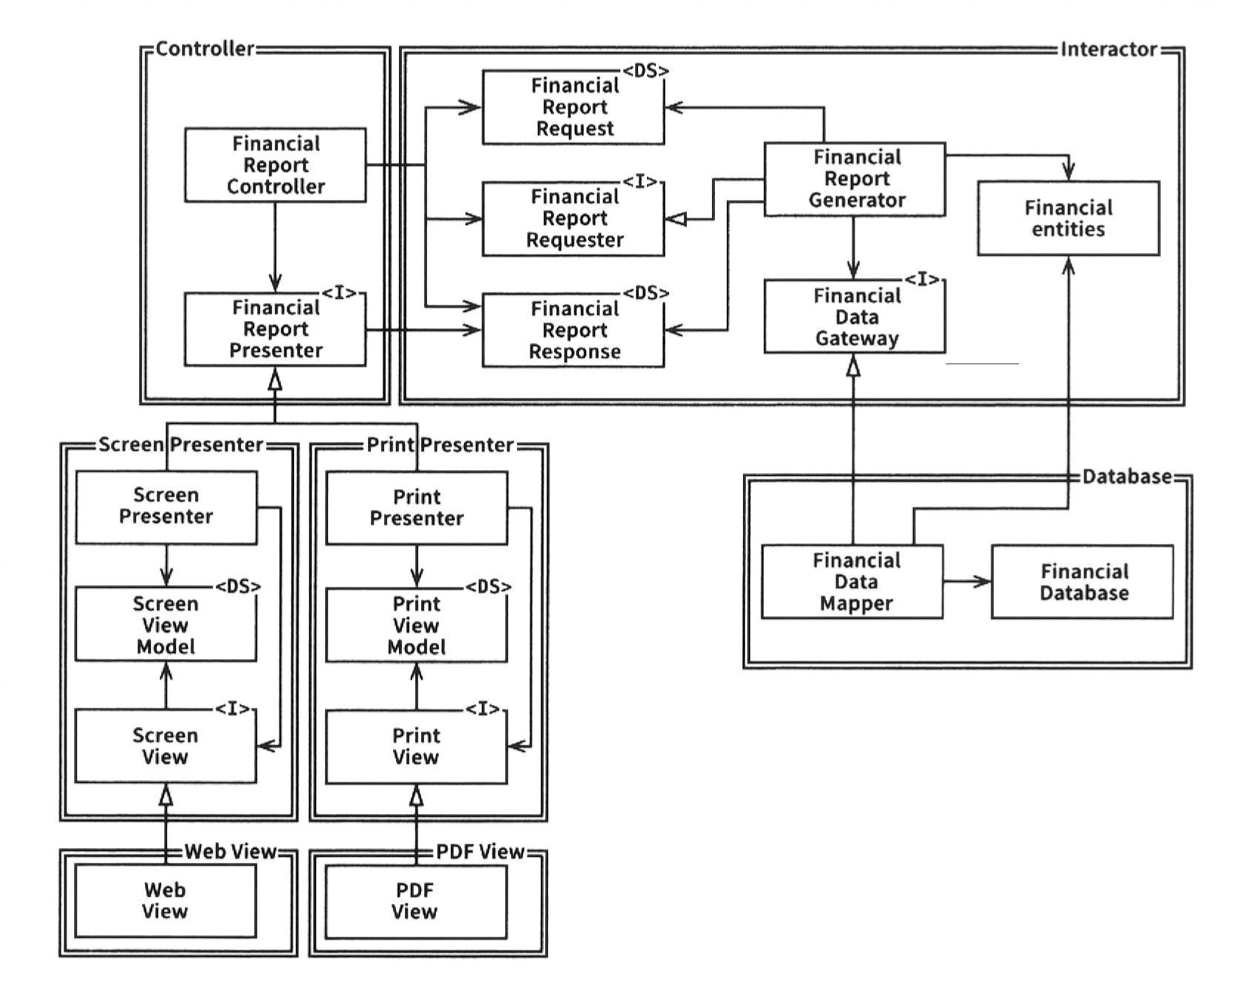 Controller
Interactor
<DS>
Financial
Report
Request
Financial
Report
Controller
Financial
Report
Generator
<I>
Financial
Report
Requester
Financial
entities
<I>
Financial
Report
Presenter
<DS>
Financial
Report
Response
<I>
Financial
Data
Gateway
Screen Presenter
Print Presenter
Database
Screen
Presenter
Print
Presenter
Financial
Data
Mapper
Financial
Database
<DS>
Screen
View
Model
<DS>
Print
View
Model
<I>
Screen
View
<I>
Print
View
Web View
PDF View
Web
View
PDF
View